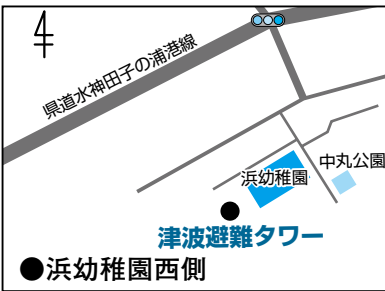 県道水神田子の浦港線
浜幼稚園
中丸公園
津波避難タワー
●浜幼稚園西側